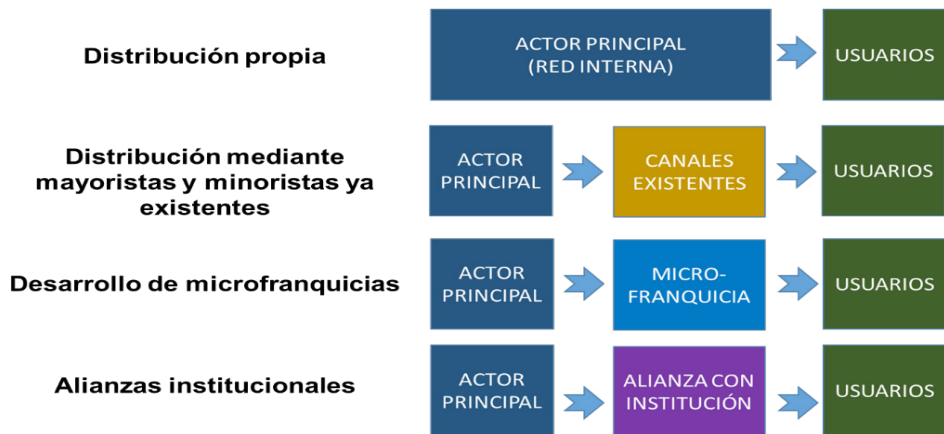 Distribución propia
ACTOR PRINCIPAL
(RED INTERNA)
USUARIOS
Distribución mediante
mayoristas y minoristas ya
existentes
ACTOR
PRINCIPAL
CANALES
EXISTENTES
USUARIOS
Desarrollo de microfranquicias
ACTOR
PRINCIPAL
MICRO-
FRANQUICIA
USUARIOS
Alianzas institucionales
ACTOR
PRINCIPAL
ALIANZA CON
INSTITUCIÓN
USUARIOS